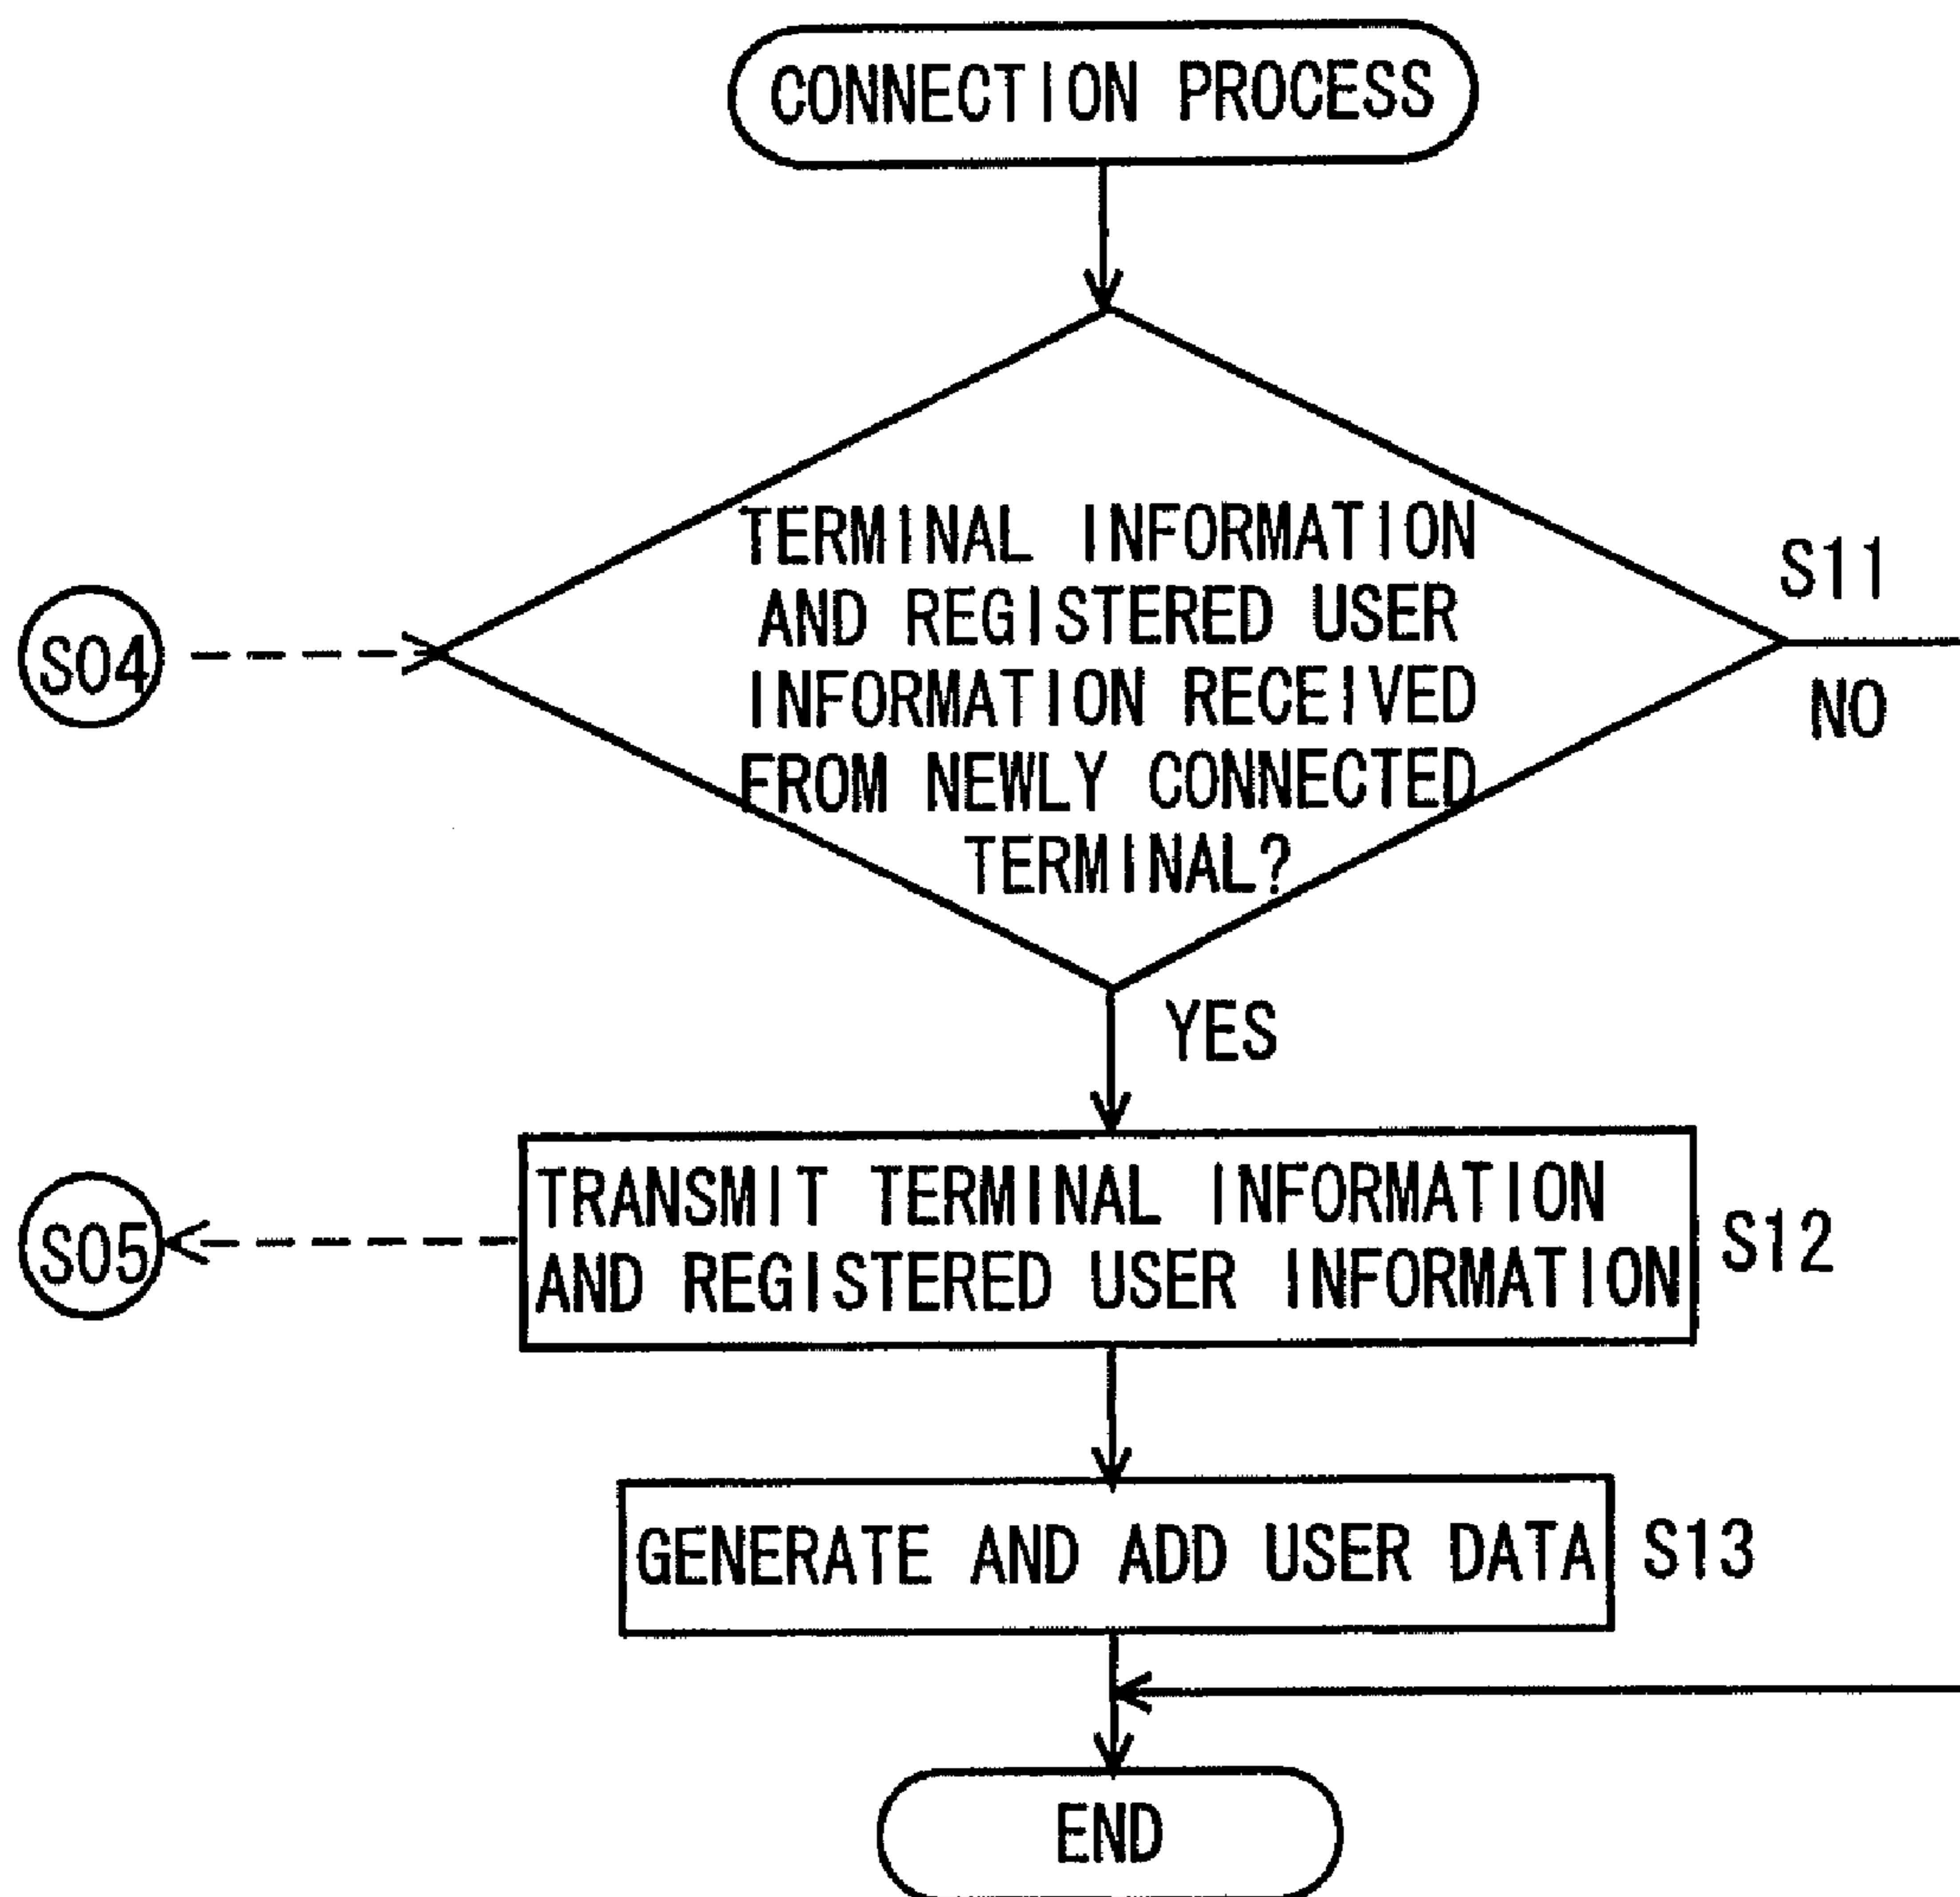 CONNECTION PROCESS
TERMINAL INFORMATION
AND REGISTERED USER
INFORMATION RECEIVED
FROM NEWLY CONNECTED
TERMINAL?
S11
NO
S04
YES
TRANSMIT TERMINAL INFORMATION
AND REGISTERED USER INFORMATION
S12
S05
GENERATE AND ADD USER DATA
S13
END